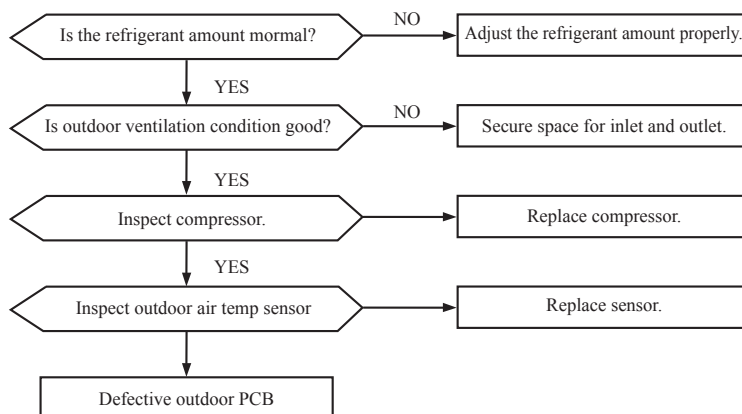 Is the refrigerant amount mormal?
NO
Adjust the refrigerant amount properly.
YES
Is outdoor ventilation condition good?
NO
Secure space for inlet and outlet.
YES
Inspect compressor.
Replace compressor.
YES
Inspect outdoor air temp sensor
Replace sensor.
Defective outdoor PCB